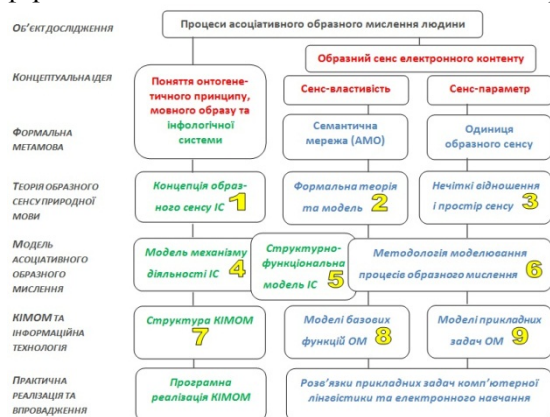 Об’єкт дослідження
Процеси асоціативного образного мислення людини
Образний сенс електронного контенту
Концептуальна ідея
Поняття онтогене-
тичного принципу,
мовного образу та
інфологічної
системи
Сенс-властивість
Сенс-параметр
Формальна
метамова
Семантична
мережа (АМО)
Одиниця
образного сенсу
Теорія образного
сенсу природної
мови
Концепція образ-
ного сенсу ІС 1
Формальна теорія
та модель 2
Нечіткі відношення
і простір сенсу 3
Модель
асоціативного
образного
мислення
Модель механізму
діяльності ІС 4
Структурно-
функціональна
модель ІС 5
Методологія моделювання
процесів образного мислення 6
КІМОМ та
інформаційна
технологія
Структура КІМОМ
7
Моделі базових
функцій ОМ 8
Моделі прикладних
задач ОМ 9
Практична
реалізація та
впровадження
Програмна
реалізація КІМОМ
Розв’язки прикладних задач комп’ютерної
лінгвістики та електронного навчання